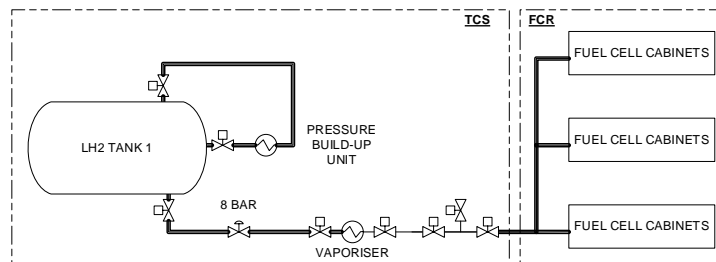 TCS
FCR
FUEL CELL CABINETS
PRESSURE
BUILD-UP
UNIT
LH2 TANK 1
FUEL CELL CABINETS
8 BAR
VAPORISER
FUEL CELL CABINETS